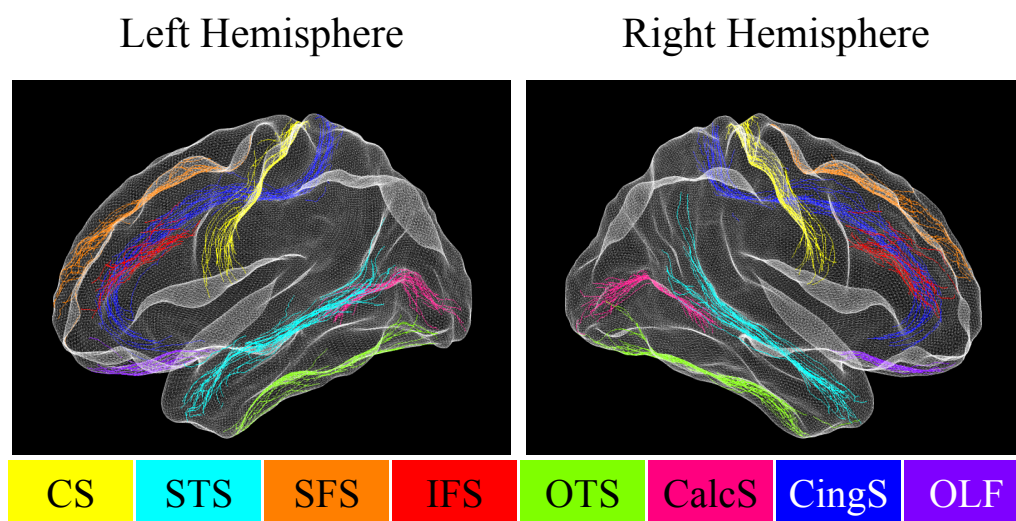 Left Hemisphere
Right Hemisphere
CS STS SFS IFS OTS CalcS CingS OLF